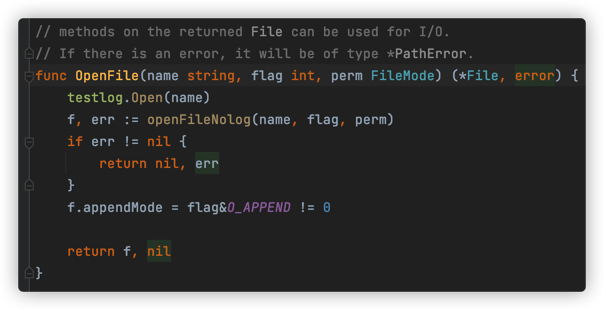 // methods on the returned File can be used for I/O.
// If there is an error, it will be of type *PathError.
func OpenFile(name string, flag int, perm FileMode) (*File, error) {
    testlog.Open(name)
    f, err := openFileNolog(name, flag, perm)
    if err != nil {
        return nil, err
    }
    f.appendMode = flag&O_APPEND != 0

    return f, nil
}